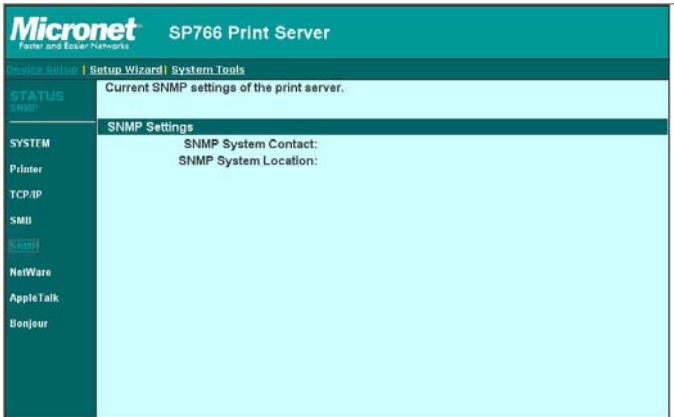 Micronet
Faster and Easier Networks
SP766 Print Server
Device Setup | Setup Wizard | System Tools
STATUS
SNMP
Current SNMP settings of the print server.
SNMP Settings
SNMP System Contact:
SNMP System Location:
SYSTEM
Printer
TCP/IP
SMB
SNMP
NetWare
AppleTalk
Bonjour